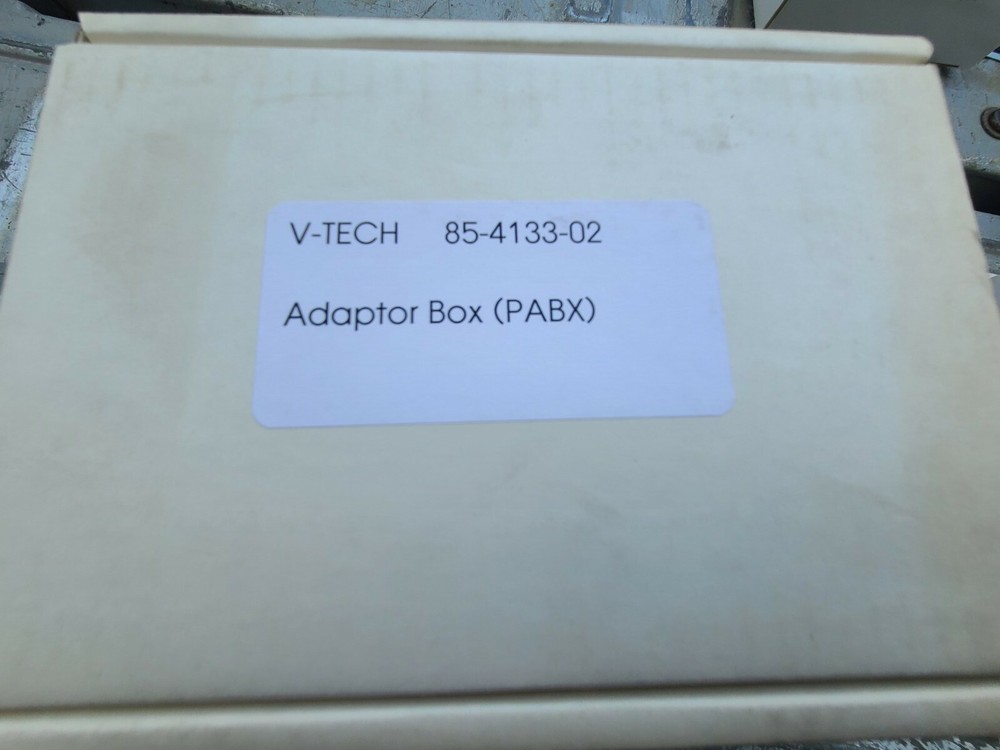 V-TECH 85-4133-02
Adaptor Box (PABX)